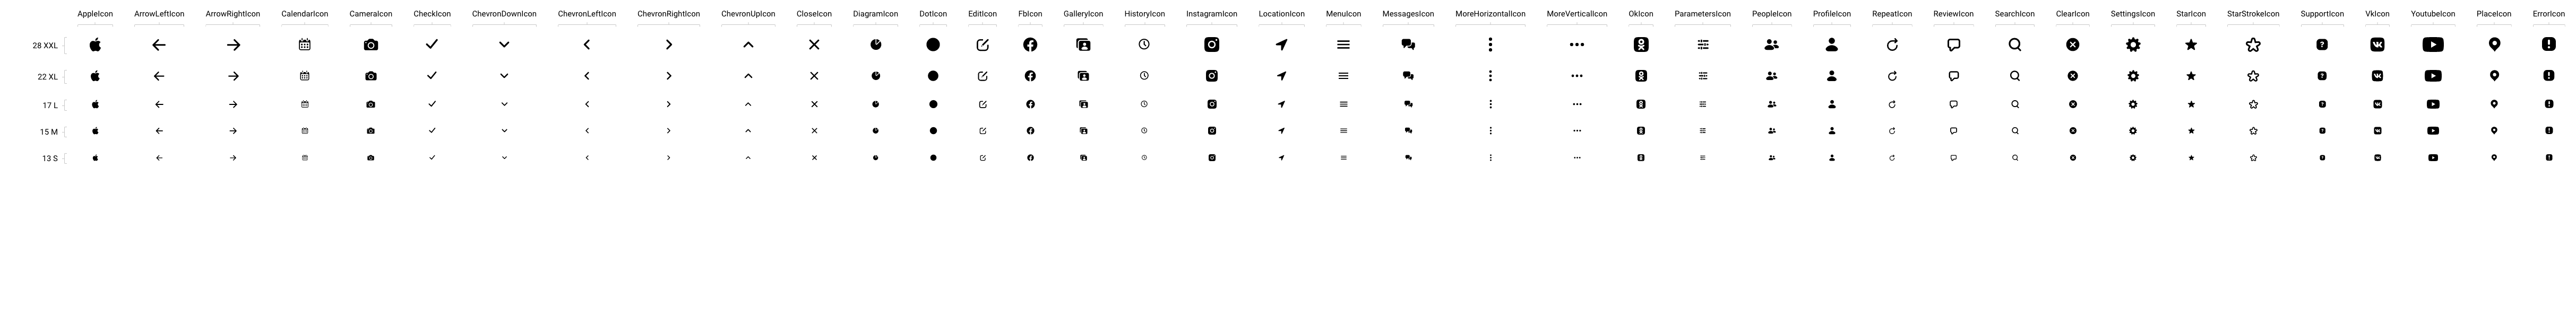 AppleIcon ArrowLeftIcon ArrowRightIcon CalendarIcon CameraIcon CheckIcon ChevronDownIcon ChevronLeftIcon ChevronRightIcon ChevronUpIcon CloseIcon DiagramIcon DotIcon EditIcon FbIcon GalleryIcon HistoryIcon InstagramIcon LocationIcon MenuIcon MessagesIcon MoreHorizontalIcon MoreVerticalIcon OkIcon ParametersIcon PeopleIcon ProfileIcon RepeatIcon ReviewIcon SearchIcon ClearIcon SettingsIcon StarIcon StarStrokeIcon SupportIcon VkIcon YoutubeIcon PlaceIcon ErrorIcon
28 XXL
22 XL
17 L
15 M
13 S